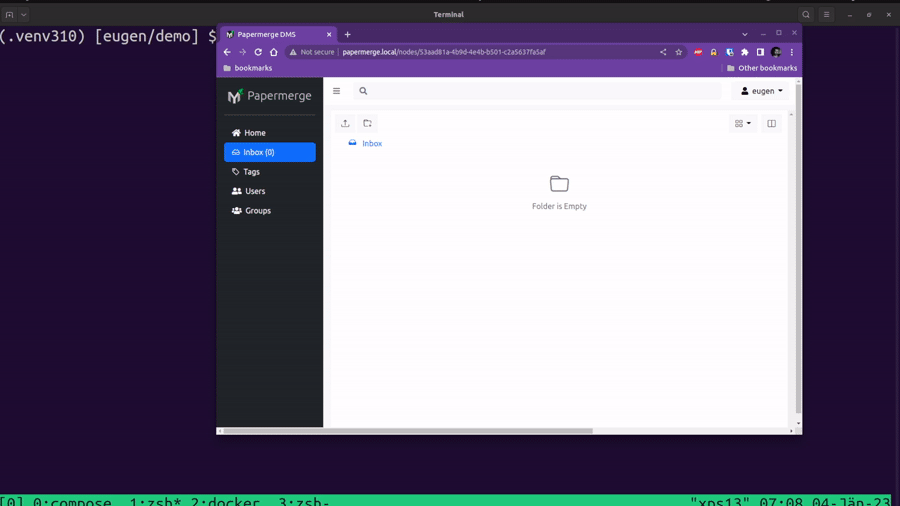 Terminal
(.venv310) [eugen/demo] $
Papermerge DMS
Not secure papermerge.local/nodes/53aad81a-4b9d-4e4b-b501-c2a5637fa5af
bookmarks
Other bookmarks
Papermerge
eugen
Home
Inbox (0)
Inbox
Tags
Users
Groups
Folder is Empty
[0] 0:compose 1:zsh* 2:docker 3:zsh- "xps13" 07:08 04-Jän-23